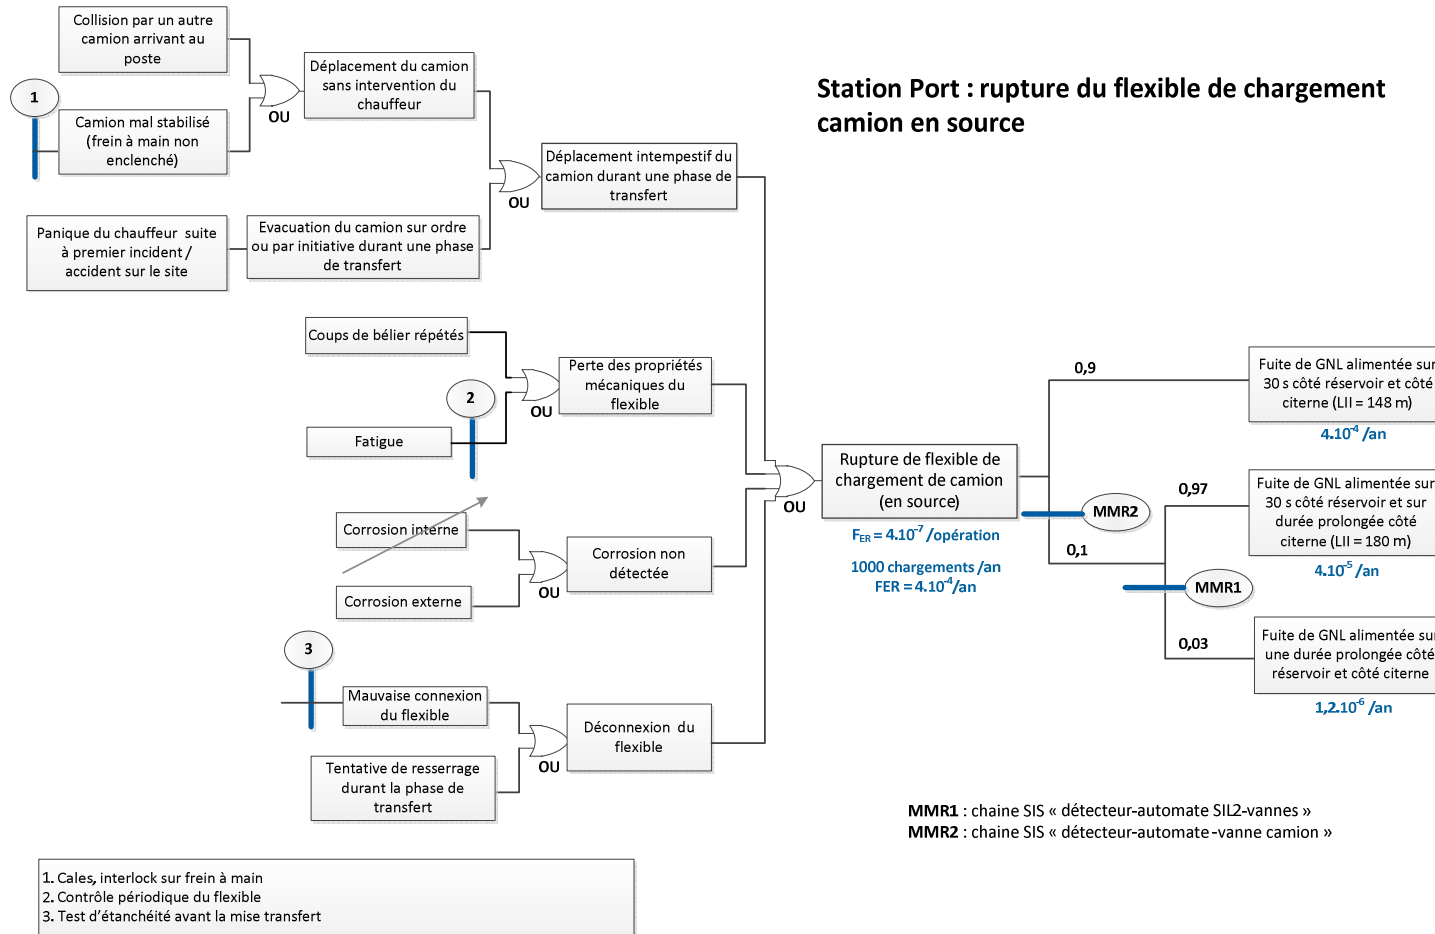 Station Port : rupture du flexible de chargement
camion en source
Collision par un autre
camion arrivant au
poste
1
Camion mal stabilisé
(frein à main non
enclenché)
OU
Déplacement du camion
sans intervention du
chauffeur
Panique du chauffeur suite
à premier incident /
accident sur le site
Evacuation du camion sur ordre
ou par initiative durant une phase
de transfert
OU
Déplacement intempestif du
camion durant une phase de
transfert
Coups de bélier répétés
2
Fatigue
OU
Perte des propriétés
mécaniques du
flexible
Corrosion interne
Corrosion externe
OU
Corrosion non
détectée
3
Mauvaise connexion
du flexible
Tentative de resserrage
durant la phase de
transfert
OU
Déconnexion du
flexible
OU
Rupture de flexible de
chargement de camion
(en source)
F_ER = 4.10⁻⁷ /opération
1000 chargements /an
FER = 4.10⁻⁴/an
0,9
MMR2
0,1
0,97
MMR1
0,03
Fuite de GNL alimentée sur
30 s côté réservoir et côté
citerne (LII = 148 m)
4.10⁻⁴ /an
Fuite de GNL alimentée sur
30 s côté réservoir et sur
durée prolongée côté
citerne (LII = 180 m)
4.10⁻⁵ /an
Fuite de GNL alimentée sur
une durée prolongée côté
réservoir et côté citerne
1,2.10⁻⁶ /an
MMR1 : chaine SIS « détecteur-automate SIL2-vannes »
MMR2 : chaine SIS « détecteur-automate -vanne camion »
1. Cales, interlock sur frein à main
2. Contrôle périodique du flexible
3. Test d'étanchéité avant la mise transfert